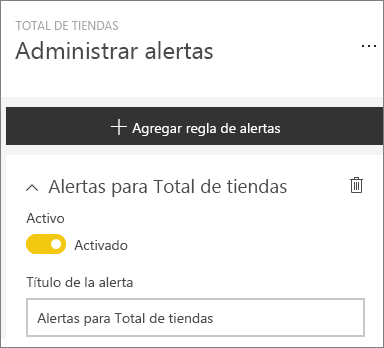 TOTAL DE TIENDAS
Administrar alertas
Agregar regla de alertas
Alertas para Total de tiendas
Activo
Activado
Título de la alerta
Alertas para Total de tiendas